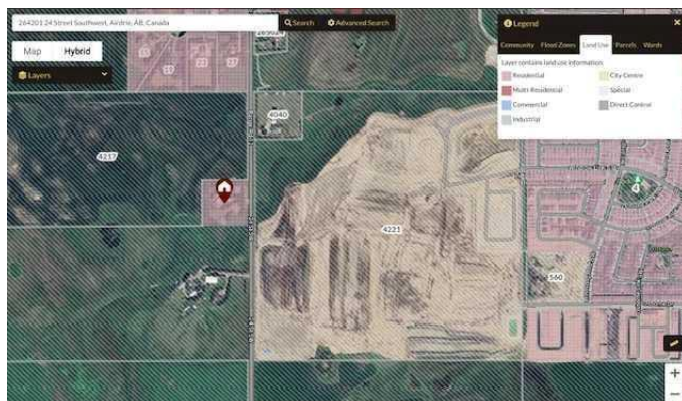 264201 24 Street Southwest, Airdrie, AB, Canada
Search
Advanced Search
Map
Hybrid
Layers
Legend
Community
Flood Zones
Land Use
Parcels
Wards
Layer contains land use information
Residential
City Centre
Multi-Residential
Special
Commercial
Direct Control
Industrial
4040
4217
4221
4
560